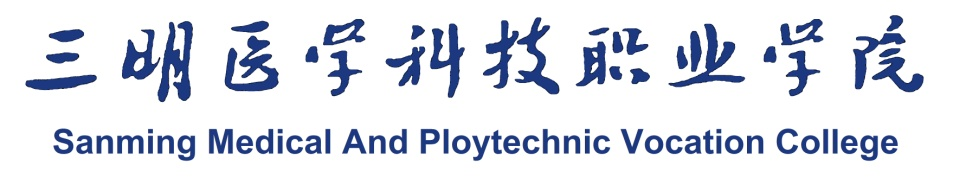 三明医学科技职业学院
Sanming Medical And Ploytechnic Vocation College